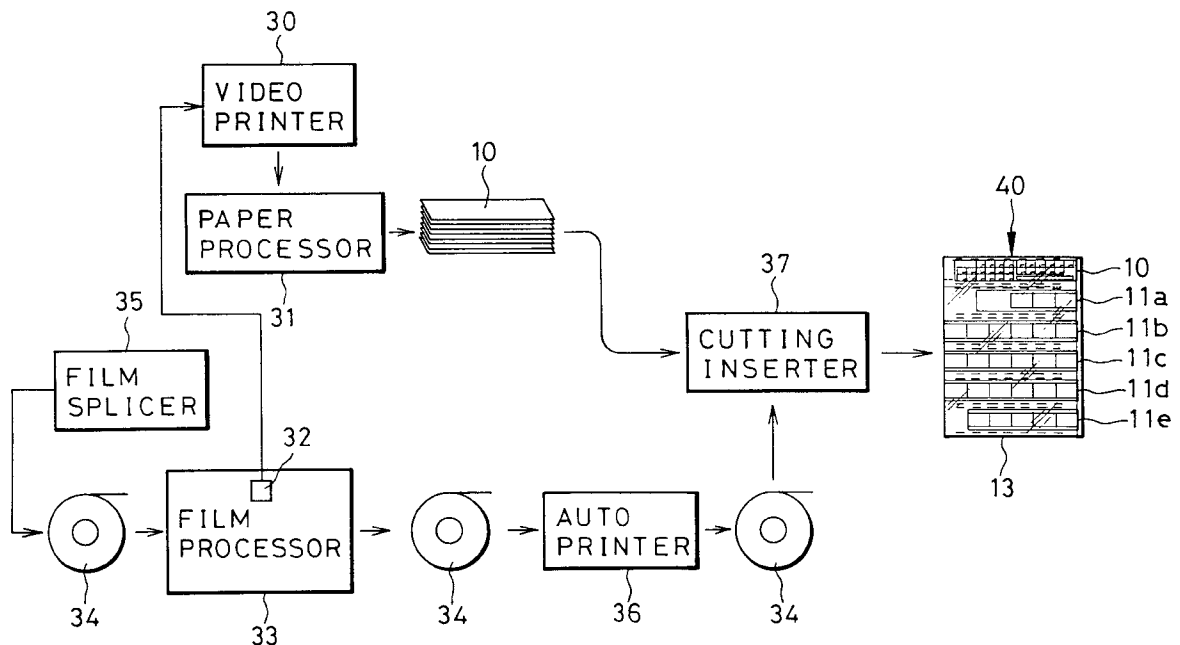 30
VIDEO
PRINTER
10
PAPER
PROCESSOR
31
40
10
11a
11b
11c
11d
11e
13
37
CUTTING
INSERTER
35
FILM
SPLICER
32
FILM
PROCESSOR
33
34
34
AUTO
PRINTER
36
34